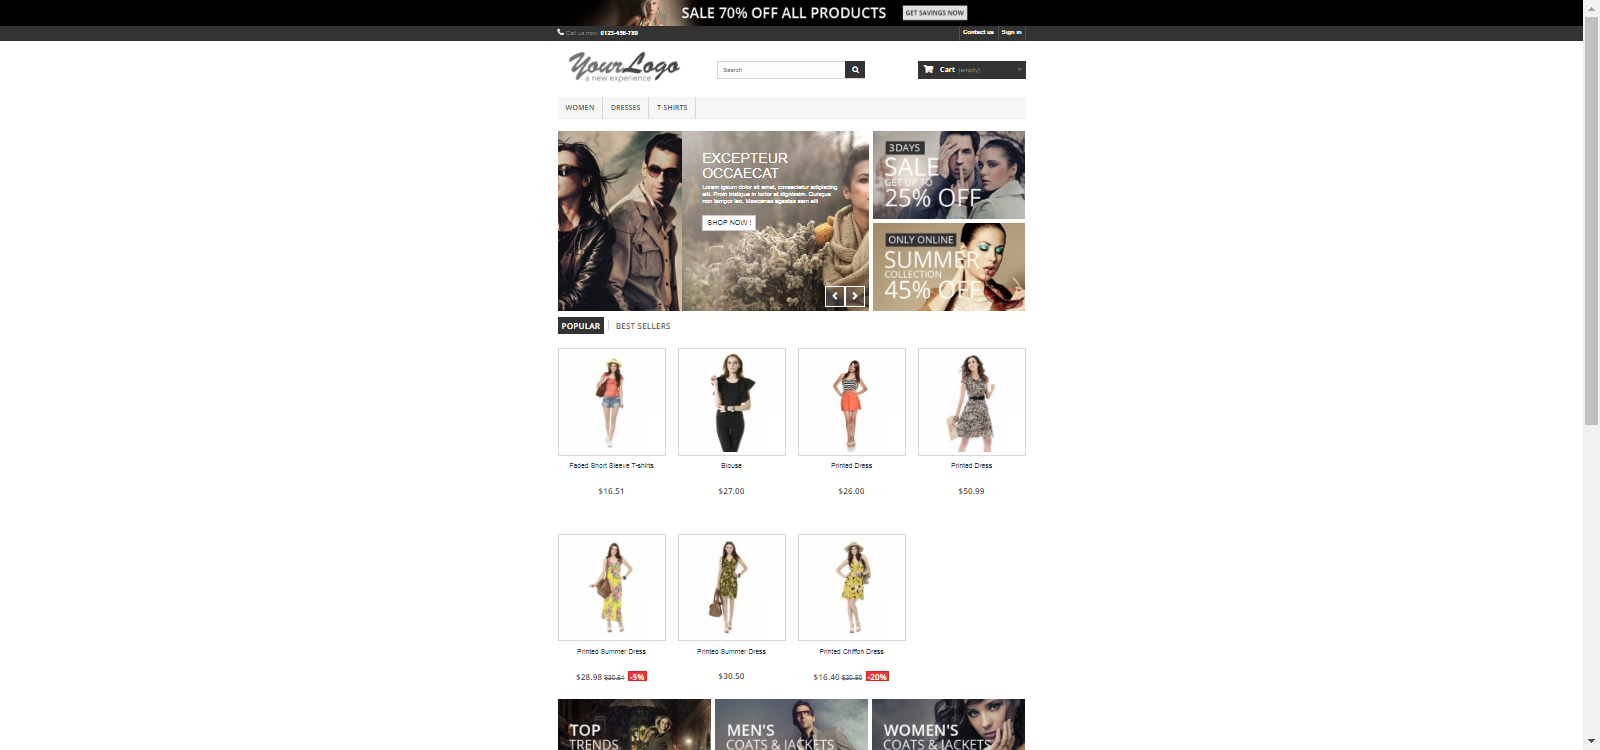 SALE 70% OFF ALL PRODUCTS GET SAVINGS NOW
Call us now: 0123-456-789 Contact us Sign in
YourLogo
a new experience
Search
Cart (empty)
WOMEN DRESSES T-SHIRTS
EXCEPTEUR
OCCAECAT
Lorem ipsum dolor sit amet, consectetur adipiscing
elit. Proin tristique in tortor et dignissim. Quisque
non tempor leo. Maecenas egestas sem elit
SHOP NOW !
3DAYS
SALE
GET UP TO
25% OFF
ONLY ONLINE
SUMMER
COLLECTION
45% OFF
POPULAR BEST SELLERS
Faded Short Sleeve T-shirts Blouse Printed Dress Printed Dress
$16.51 $27.00 $26.00 $50.99
Printed Summer Dress Printed Summer Dress Printed Chiffon Dress
$28.98 $30.51 -5% $30.50 $16.40 $20.50 -20%
TOP
TRENDS
MEN'S
COATS & JACKETS
WOMEN'S
COATS & JACKETS